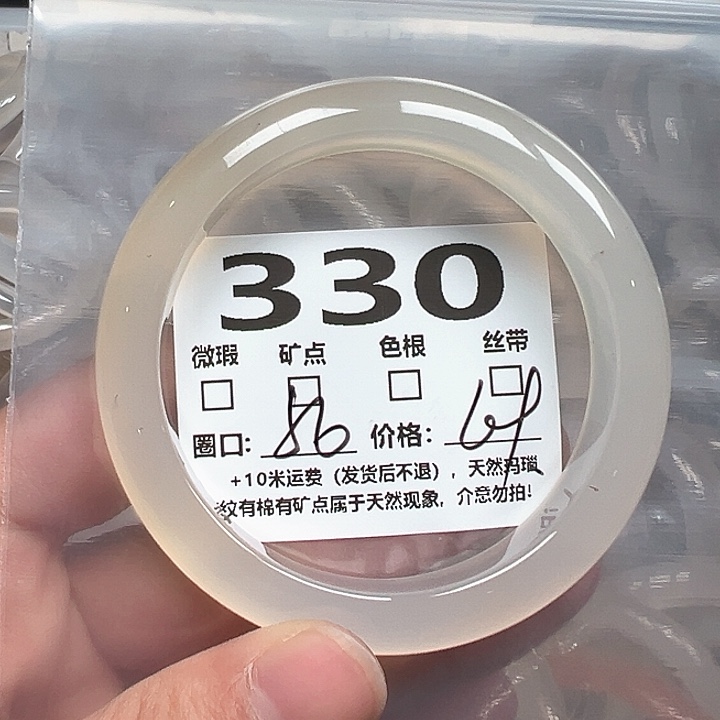 330
微瑕 矿点 色根 丝带
圈口: 56 价格: 69
+10米运费（发货后不退），天然玛瑙
纹有棉有矿点属于天然现象，介意勿拍!